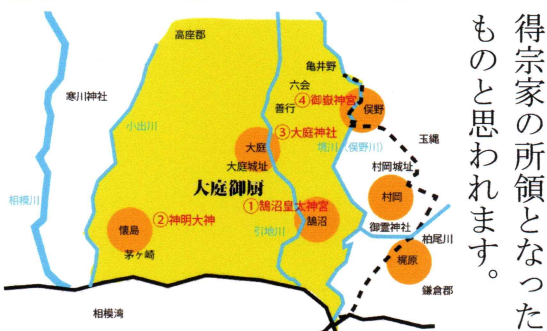 得宗家の所領となった
ものと思われます。
高座郡
亀井野
六会
④御嶽神宮
俣野
寒川神社
善行
小出川
③大庭神社
大庭
境川(俣野川)
玉縄
大庭城址
村岡城址
大庭御厨
村岡
相模川
①鵠沼皇太神宮
鵠沼
②神明大神
懐島
引地川
御霊神社
柏尾川
茅ヶ崎
梶原
鎌倉郡
相模湾